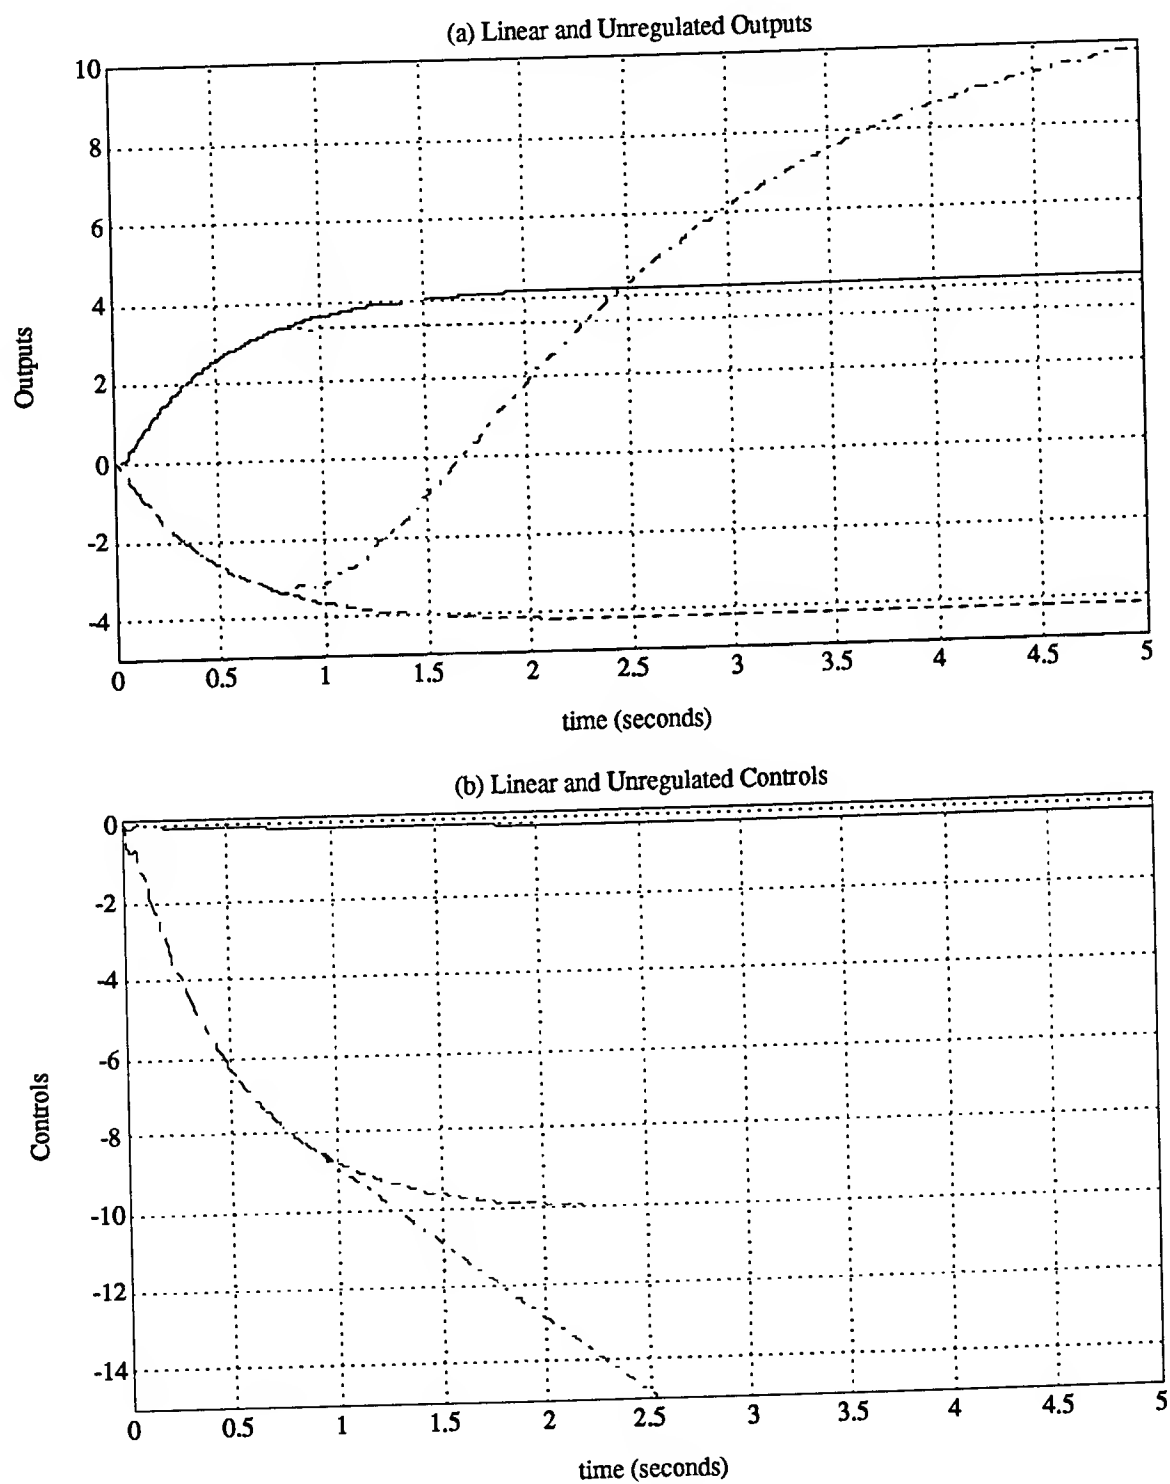 (a) Linear and Unregulated Outputs
10
8
6
4
2
0
-2
-4
Outputs
0 0.5 1 1.5 2 2.5 3 3.5 4 4.5 5
time (seconds)
(b) Linear and Unregulated Controls
0
-2
-4
-6
-8
-10
-12
-14
Controls
0 0.5 1 1.5 2 2.5 3 3.5 4 4.5 5
time (seconds)